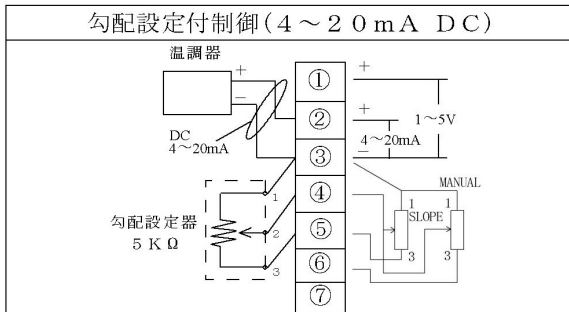 勾配設定付制御(4～20mA DC)
温調器
+
−
DC
4～20mA
勾配設定器
5KΩ
1
2
3
①
②
③
④
⑤
⑥
⑦
+
+
−
4～20mA
1～5V
MANUAL
SLOPE
1
3
1
3